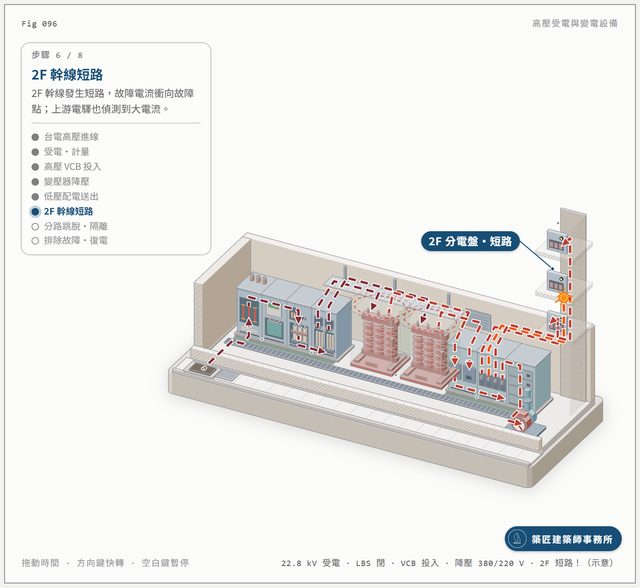 Fig 096
高壓受電與變電設備
步驟 6 / 8
2F 幹線短路
2F 幹線發生短路，故障電流衝向故障
點；上游電驛也偵測到大電流。
台電高壓進線
受電・計量
高壓 VCB 投入
變壓器降壓
低壓配電送出
2F 幹線短路
分路跳脫・隔離
排除故障・復電
2F 分電盤・短路
築匠建築師事務所
拖動時間 · 方向鍵快轉 · 空白鍵暫停
22.8 kV 受電 · LBS 閉 · VCB 投入 · 降壓 380/220 V · 2F 短路！（示意）